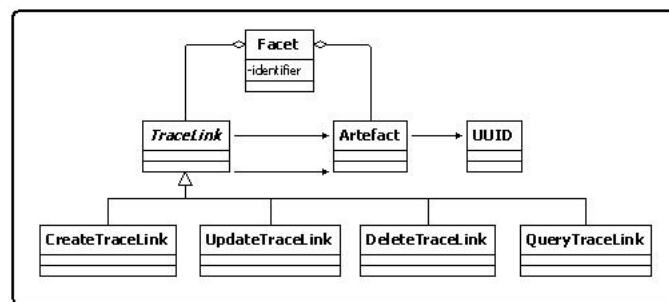 Facet
-identifier
TraceLink
Artefact
UUID
CreateTraceLink
UpdateTraceLink
DeleteTraceLink
QueryTraceLink